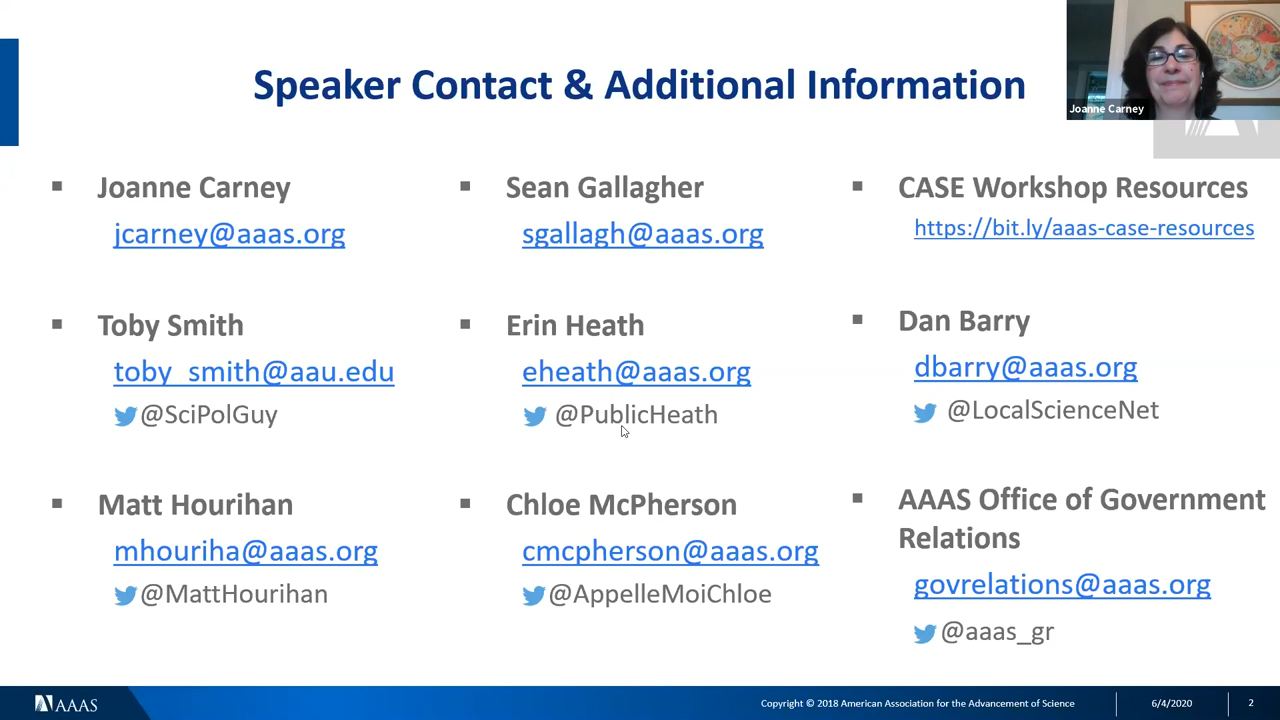 Speaker Contact & Additional Information
Joanne Carney
Joanne Carney
jcarney@aaas.org
Sean Gallagher
sgallagh@aaas.org
CASE Workshop Resources
https://bit.ly/aaas-case-resources
Toby Smith
toby_smith@aau.edu
@SciPolGuy
Erin Heath
eheath@aaas.org
@PublicHeath
Dan Barry
dbarry@aaas.org
@LocalScienceNet
Matt Hourihan
mhouriha@aaas.org
@MattHourihan
Chloe McPherson
cmcpherson@aaas.org
@AppelleMoiChloe
AAAS Office of Government
Relations
govrelations@aaas.org
@aaas_gr
AAAS
Copyright © 2018 American Association for the Advancement of Science
6/4/2020
2